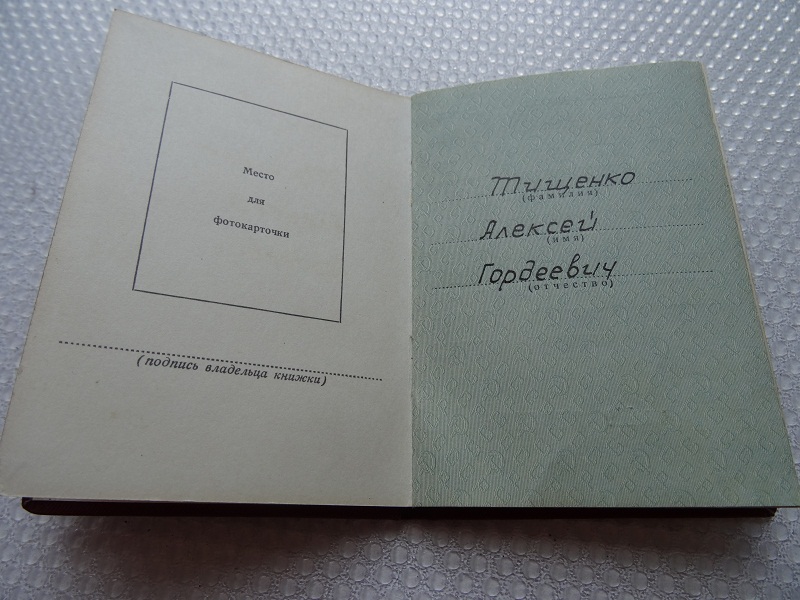 Место
для
фотокарточки
(подпись владельца книжки)
Тищенко
(фамилия)
Алексей
(имя)
Гордеевич
(отчество)